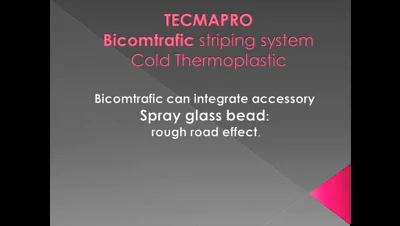 TECMAPRO
Bicomtrafic striping system
Cold Thermoplastic
Bicomtrafic can integrate accessory
Spray glass bead:
rough road effect.